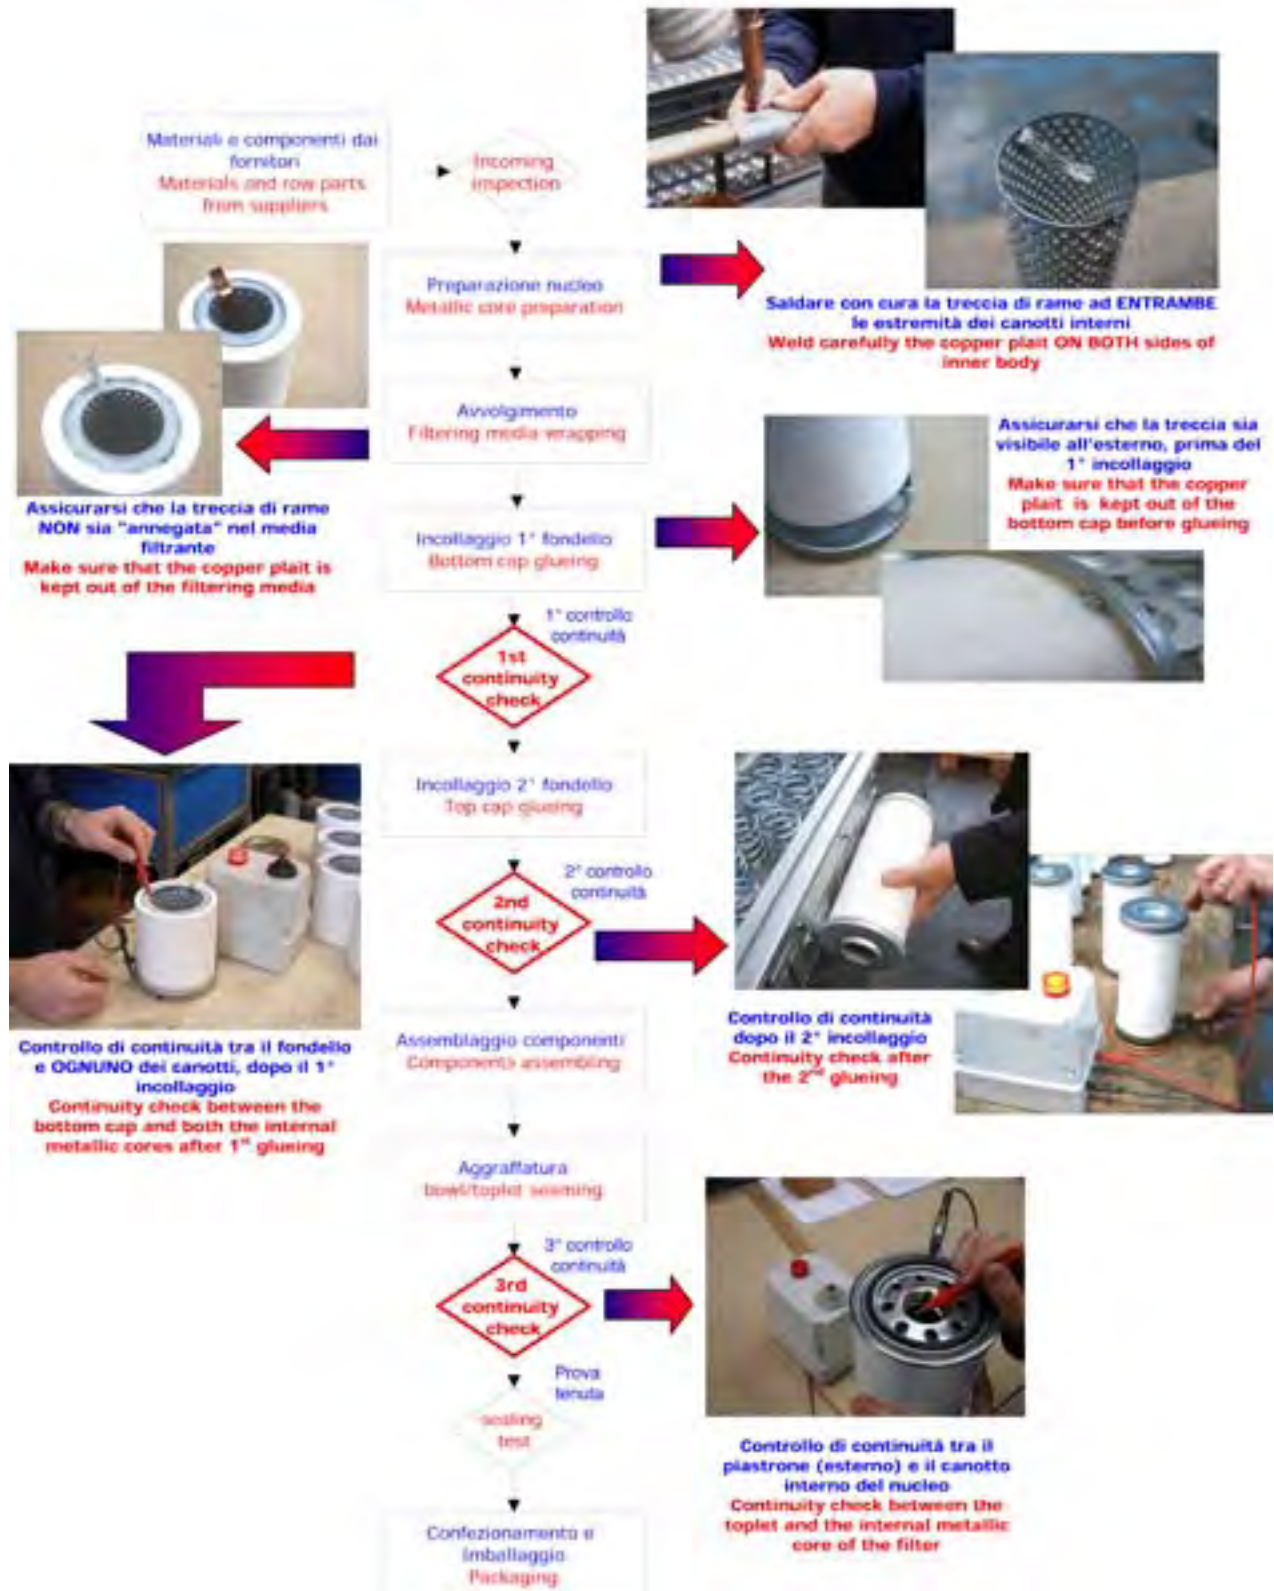 Materiali e componenti dai
fornitori
Materials and row parts
from suppliers
Incoming
inspection
Preparazione nucleo
Metallic core preparation
Saldare con cura la treccia di rame ad ENTRAMBE
le estremità dei canotti interni
Weld carefully the copper plait ON BOTH sides of
inner body
Avvolgimento
Filtering media wrapping
Assicurarsi che la treccia di rame
NON sia "annegata" nel media
filtrante
Make sure that the copper plait is
kept out of the filtering media
Assicurarsi che la treccia sia
visibile all'esterno, prima del
1° incollaggio
Make sure that the copper
plait is kept out of the
bottom cap before glueing
Incollaggio 1° fondello
Bottom cap glueing
1° controllo
continuità
1st
continuity
check
Incollaggio 2° fondello
Top cap glueing
2° controllo
continuità
2nd
continuity
check
Controllo di continuità tra il fondello
e OGNUNO dei canotti, dopo il 1°
incollaggio
Continuity check between the
bottom cap and both the internal
metallic cores after 1st glueing
Controllo di continuità
dopo il 2° incollaggio
Continuity check after
the 2nd glueing
Assemblaggio componenti
Components assembling
Aggraffatura
bowl/toplet seiming
3° controllo
continuità
3rd
continuity
check
Prova
tenuta
sealing
test
Controllo di continuità tra il
piastrone (esterno) e il canotto
interno del nucleo
Continuity check between the
toplet and the internal metallic
core of the filter
Confezionamento e
Imballaggio
Packaging